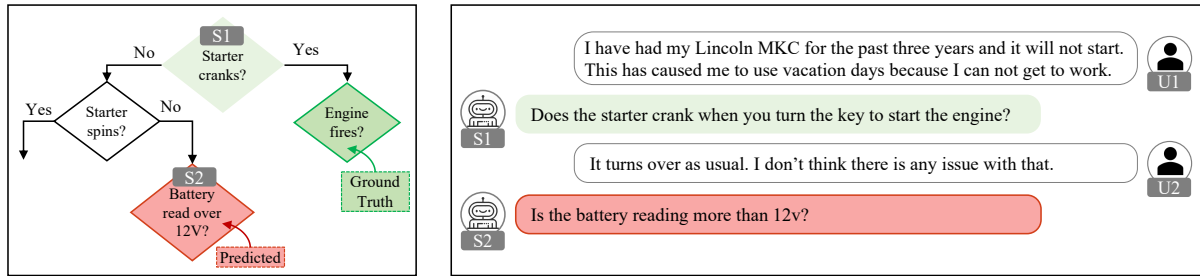 S1
Starter
cranks?
No
Yes
Yes
Starter
spins?
No
Engine
fires?
S2
Battery
read over
12V?
Ground
Truth
Predicted
I have had my Lincoln MKC for the past three years and it will not start.
This has caused me to use vacation days because I can not get to work.
U1
Does the starter crank when you turn the key to start the engine?
S1
It turns over as usual. I don’t think there is any issue with that.
U2
Is the battery reading more than 12v?
S2